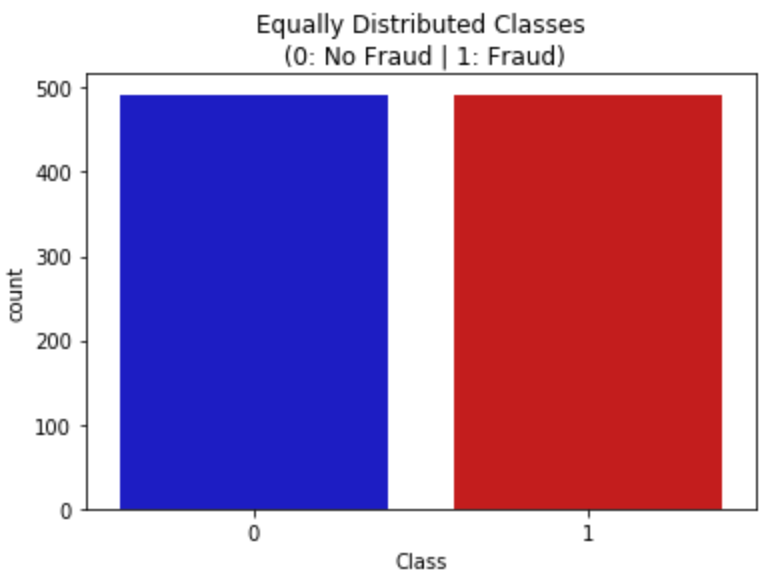 Equally Distributed Classes
(0: No Fraud | 1: Fraud)
500
400
300
200
100
0
count
0 1
Class